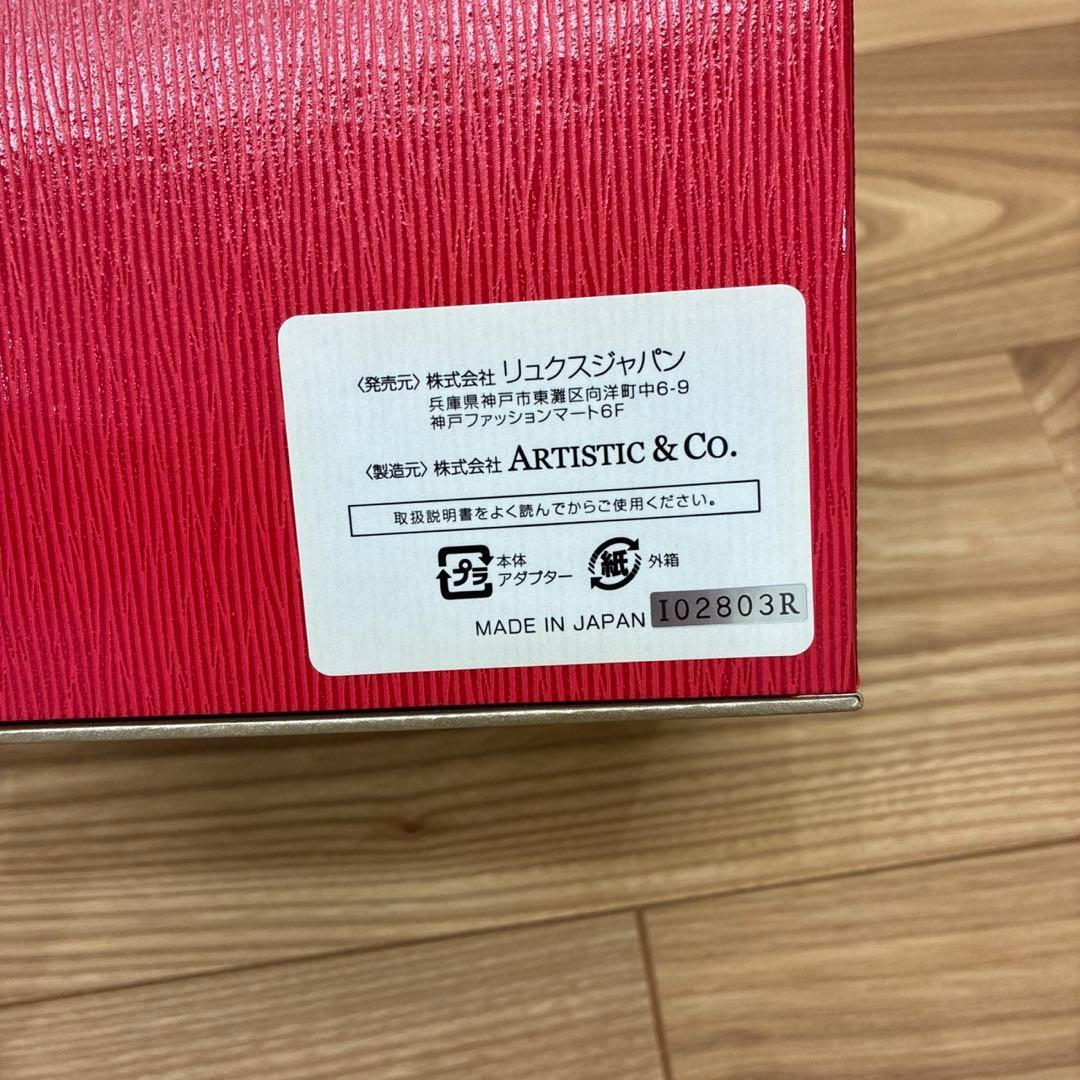 〈発売元〉株式会社 リュクスジャパン
兵庫県神戸市東灘区向洋町中6-9
神戸ファッションマート6F
〈製造元〉株式会社 ARTISTIC & CO.
取扱説明書をよく読んでからご使用ください。
プラ 本体
アダプター
紙 外箱
MADE IN JAPAN I02803R